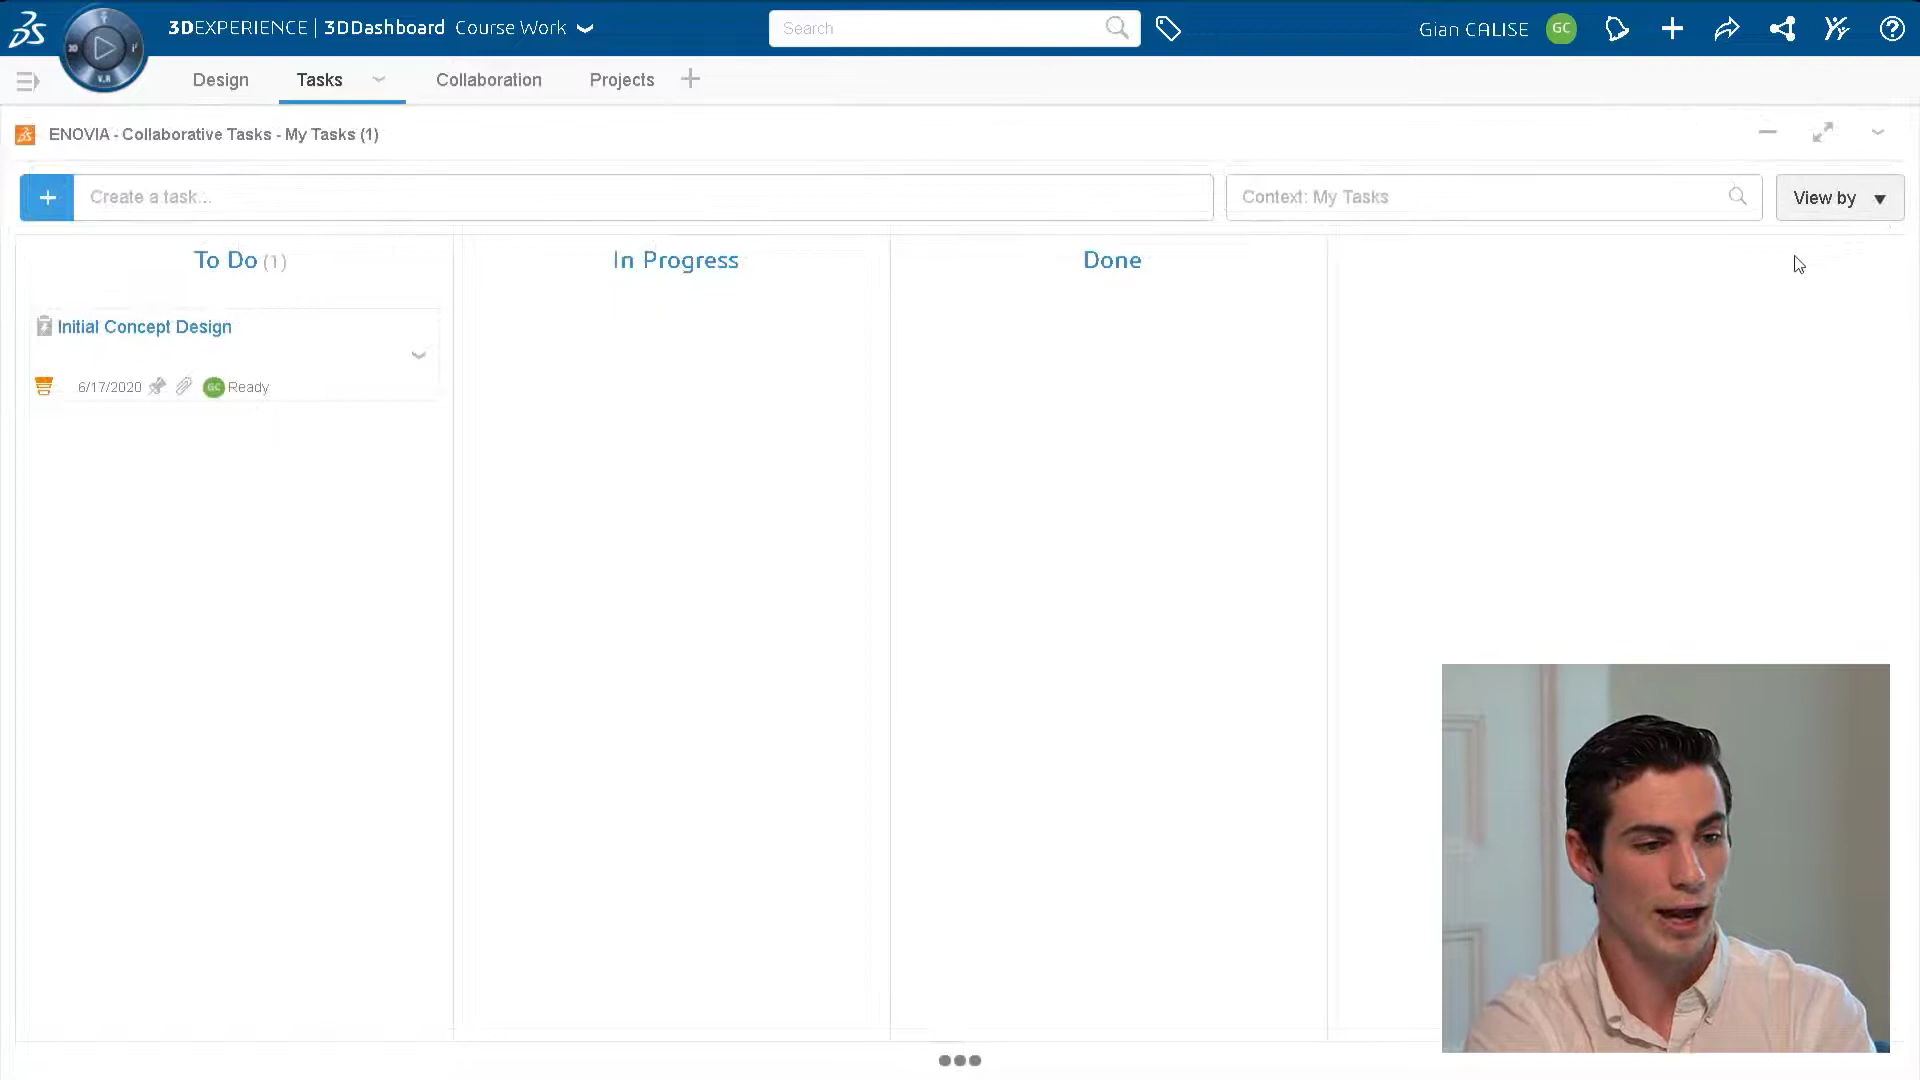 3DEXPERIENCE | 3DDashboard Course Work
Search
Gian CALISE GC
3D V.R
Design Tasks Collaboration Projects
ENOVIA - Collaborative Tasks - My Tasks (1)
Create a task...
Context: My Tasks
View by
To Do (1)
In Progress
Done
Initial Concept Design
6/17/2020 GC Ready